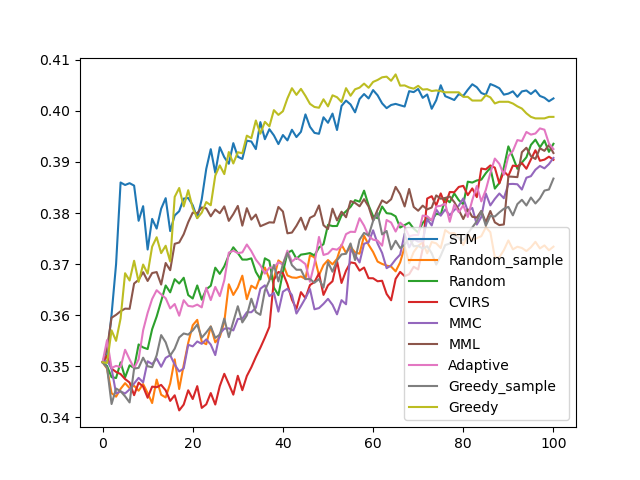 0.41
0.40
0.39
0.38
0.37
0.36
0.35
0.34
0
20
40
60
80
100
STM
Random_sample
Random
CVIRS
MMC
MML
Adaptive
Greedy_sample
Greedy